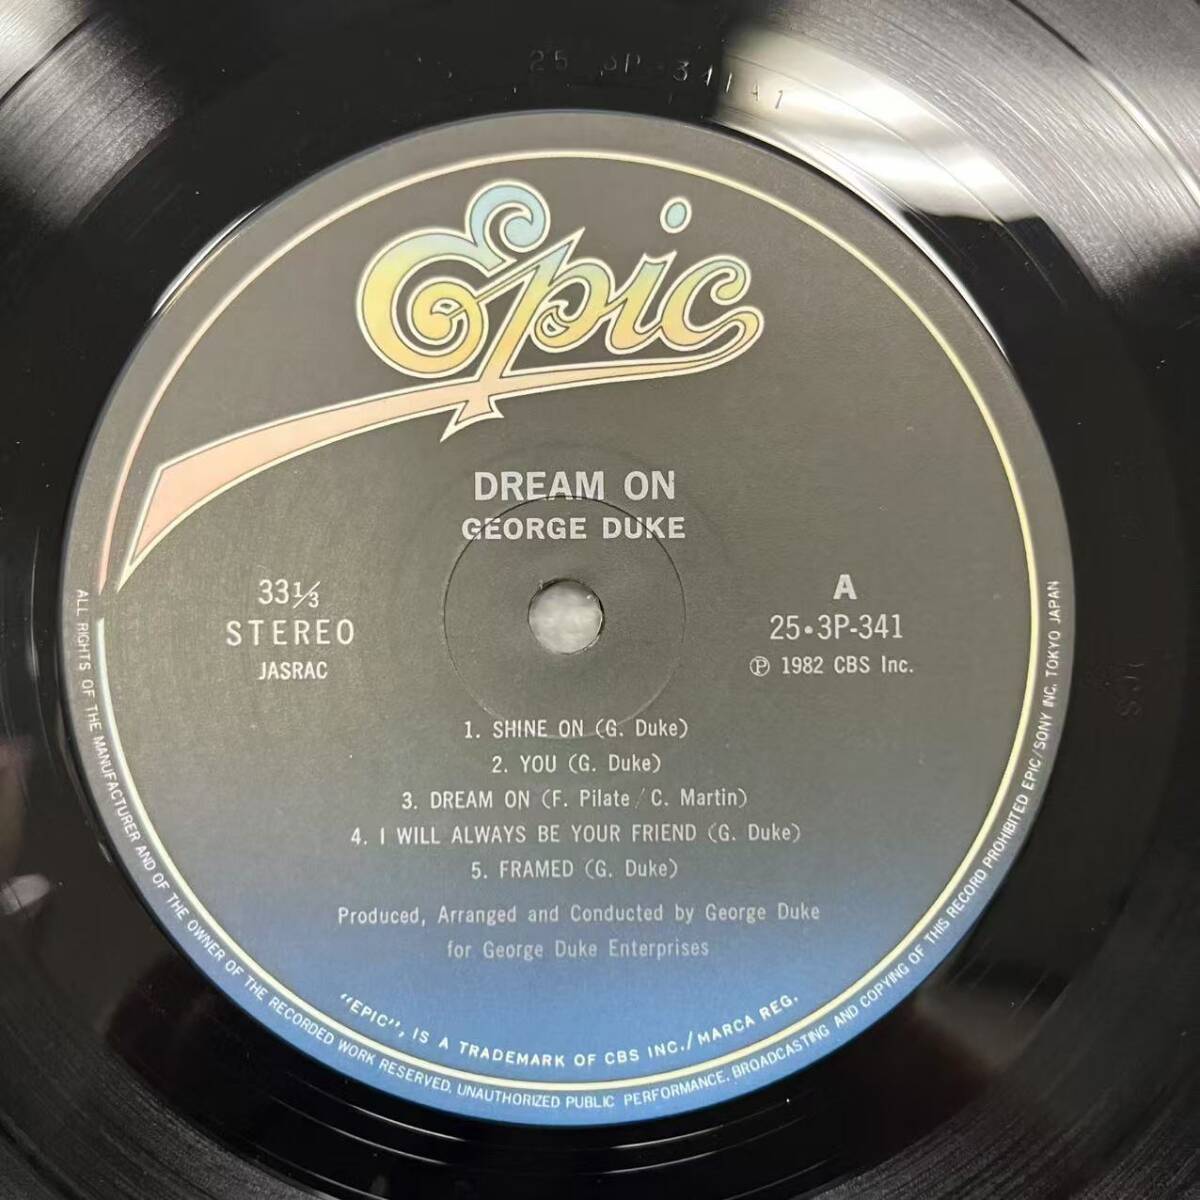 25 3P-341A1
Epic
DREAM ON
GEORGE DUKE
33⅓
STEREO
JASRAC
A
25•3P-341
Ⓟ 1982 CBS Inc.
1. SHINE ON (G. Duke)
2. YOU (G. Duke)
3. DREAM ON (F. Pilate / C. Martin)
4. I WILL ALWAYS BE YOUR FRIEND (G. Duke)
5. FRAMED (G. Duke)
Produced, Arranged and Conducted by George Duke
for George Duke Enterprises
"EPIC", IS A TRADEMARK OF CBS INC./MARCA REG.
ALL RIGHTS OF THE MANUFACTURER AND OF THE OWNER OF THE RECORDED WORK RESERVED. UNAUTHORIZED PUBLIC PERFORMANCE, BROADCASTING AND COPYING OF THIS RECORD PROHIBITED EPIC/SONY INC. TOKYO JAPAN